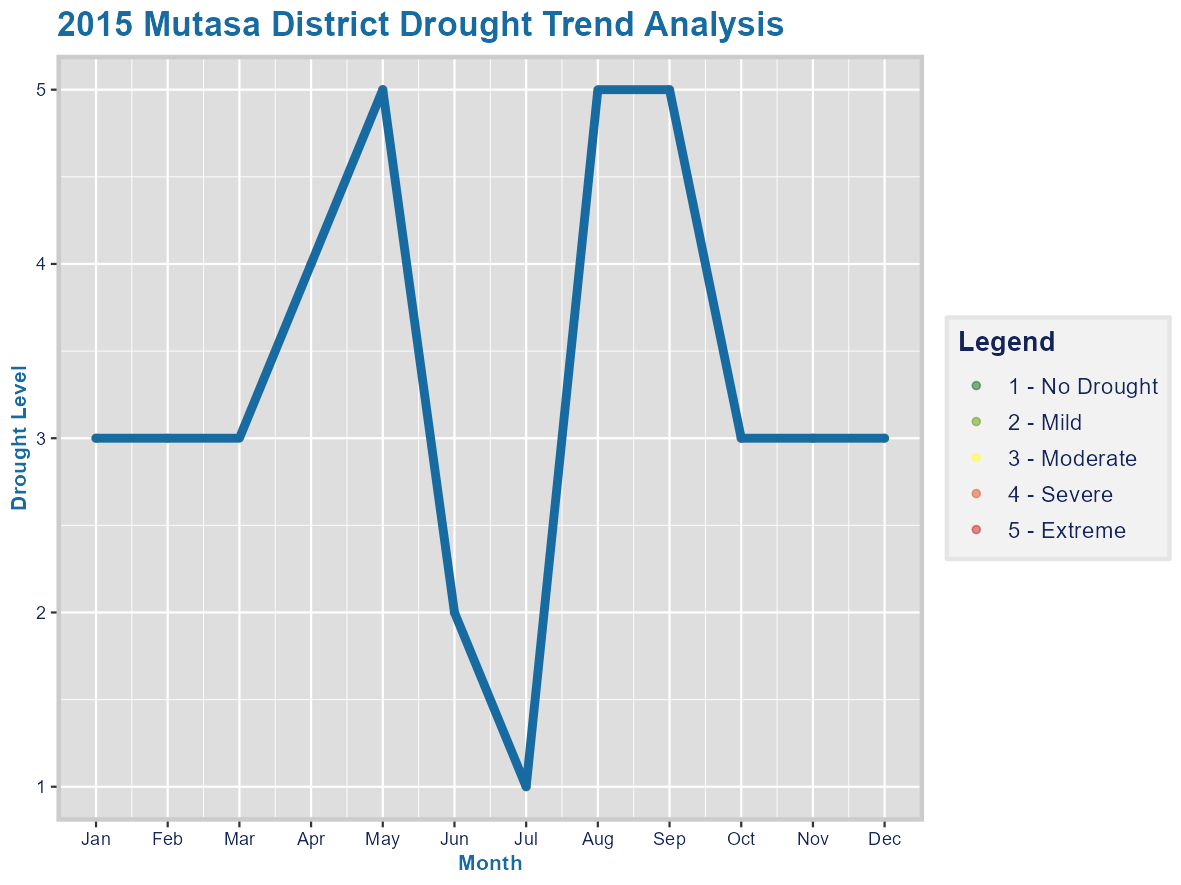 2015 Mutasa District Drought Trend Analysis
Drought Level
5
4
3
2
1
Jan Feb Mar Apr May Jun Jul Aug Sep Oct Nov Dec
Month
Legend
1 - No Drought
2 - Mild
3 - Moderate
4 - Severe
5 - Extreme